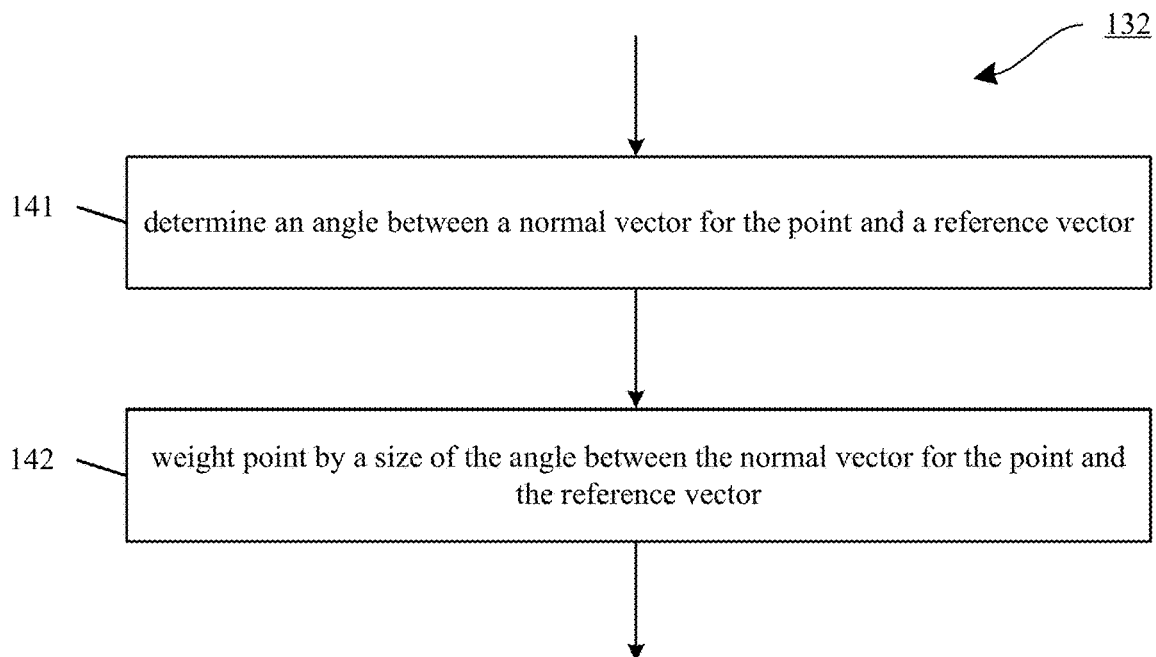 132
141
determine an angle between a normal vector for the point and a reference vector
142
weight point by a size of the angle between the normal vector for the point and
the reference vector